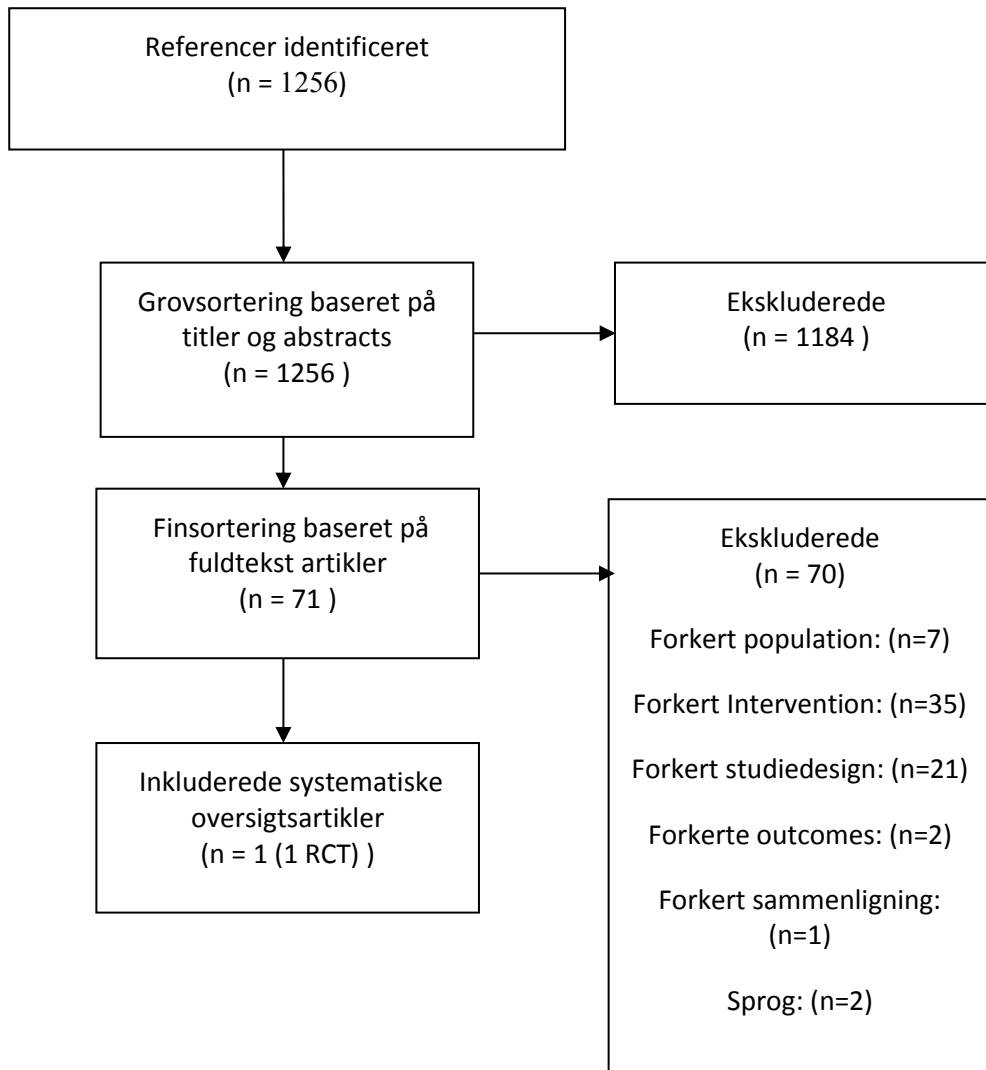 Referencer identificeret
(n = 1256)
Grovsortering baseret på
titler og abstracts
(n = 1256 )
Ekskluderede
(n = 1184 )
Finsortering baseret på
fuldtekst artikler
(n = 71 )
Ekskluderede
(n = 70)
Forkert population: (n=7)
Forkert Intervention: (n=35)
Forkert studiedesign: (n=21)
Forkerte outcomes: (n=2)
Forkert sammenligning:
(n=1)
Sprog: (n=2)
Inkluderede systematiske
oversigtsartikler
(n = 1 (1 RCT) )